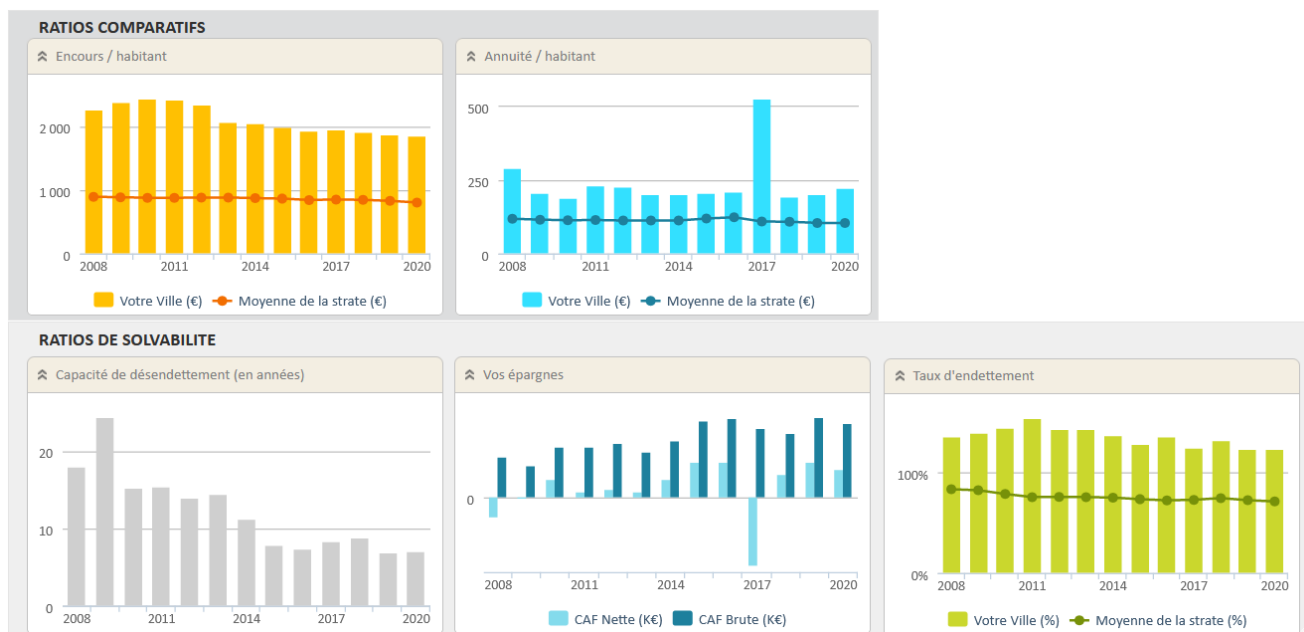 RATIOS COMPARATIFS
Encours / habitant
2 000
1 000
0
2008 2011 2014 2017 2020
Votre Ville (€) Moyenne de la strate (€)
Annuité / habitant
500
250
0
2008 2011 2014 2017 2020
Votre Ville (€) Moyenne de la strate (€)
RATIOS DE SOLVABILITE
Capacité de désendettement (en années)
20
10
0
2008 2011 2014 2017 2020
Vos épargnes
0
2008 2011 2014 2017 2020
CAF Nette (K€) CAF Brute (K€)
Taux d'endettement
100%
0%
2008 2011 2014 2017 2020
Votre Ville (%) Moyenne de la strate (%)